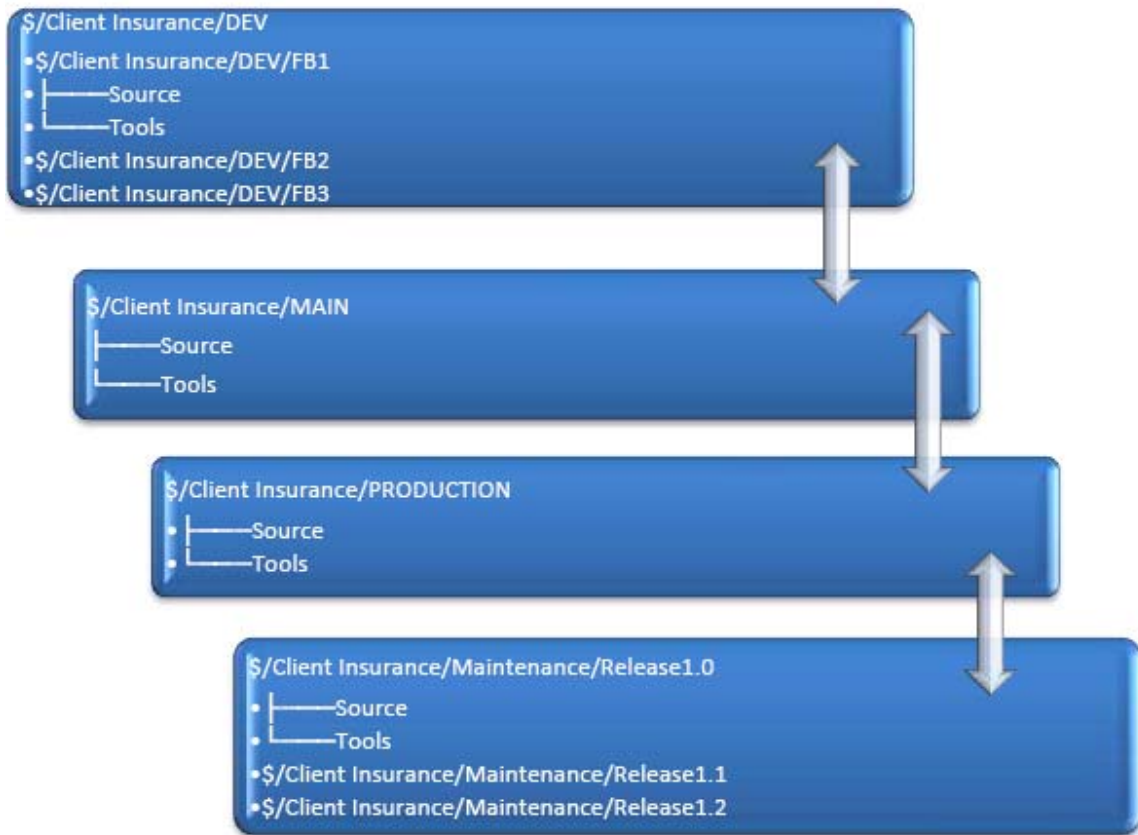 $/Client Insurance/DEV
•$/Client Insurance/DEV/FB1
• ├───Source
• └───Tools
•$/Client Insurance/DEV/FB2
•$/Client Insurance/DEV/FB3
$/Client Insurance/MAIN
├───Source
└───Tools
$/Client Insurance/PRODUCTION
• ├───Source
• └───Tools
$/Client Insurance/Maintenance/Release1.0
• ├───Source
• └───Tools
•$/Client Insurance/Maintenance/Release1.1
•$/Client Insurance/Maintenance/Release1.2